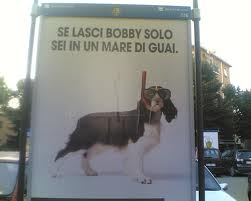 SE LASCI BOBBY SOLO
SEI IN UN MARE DI GUAI.